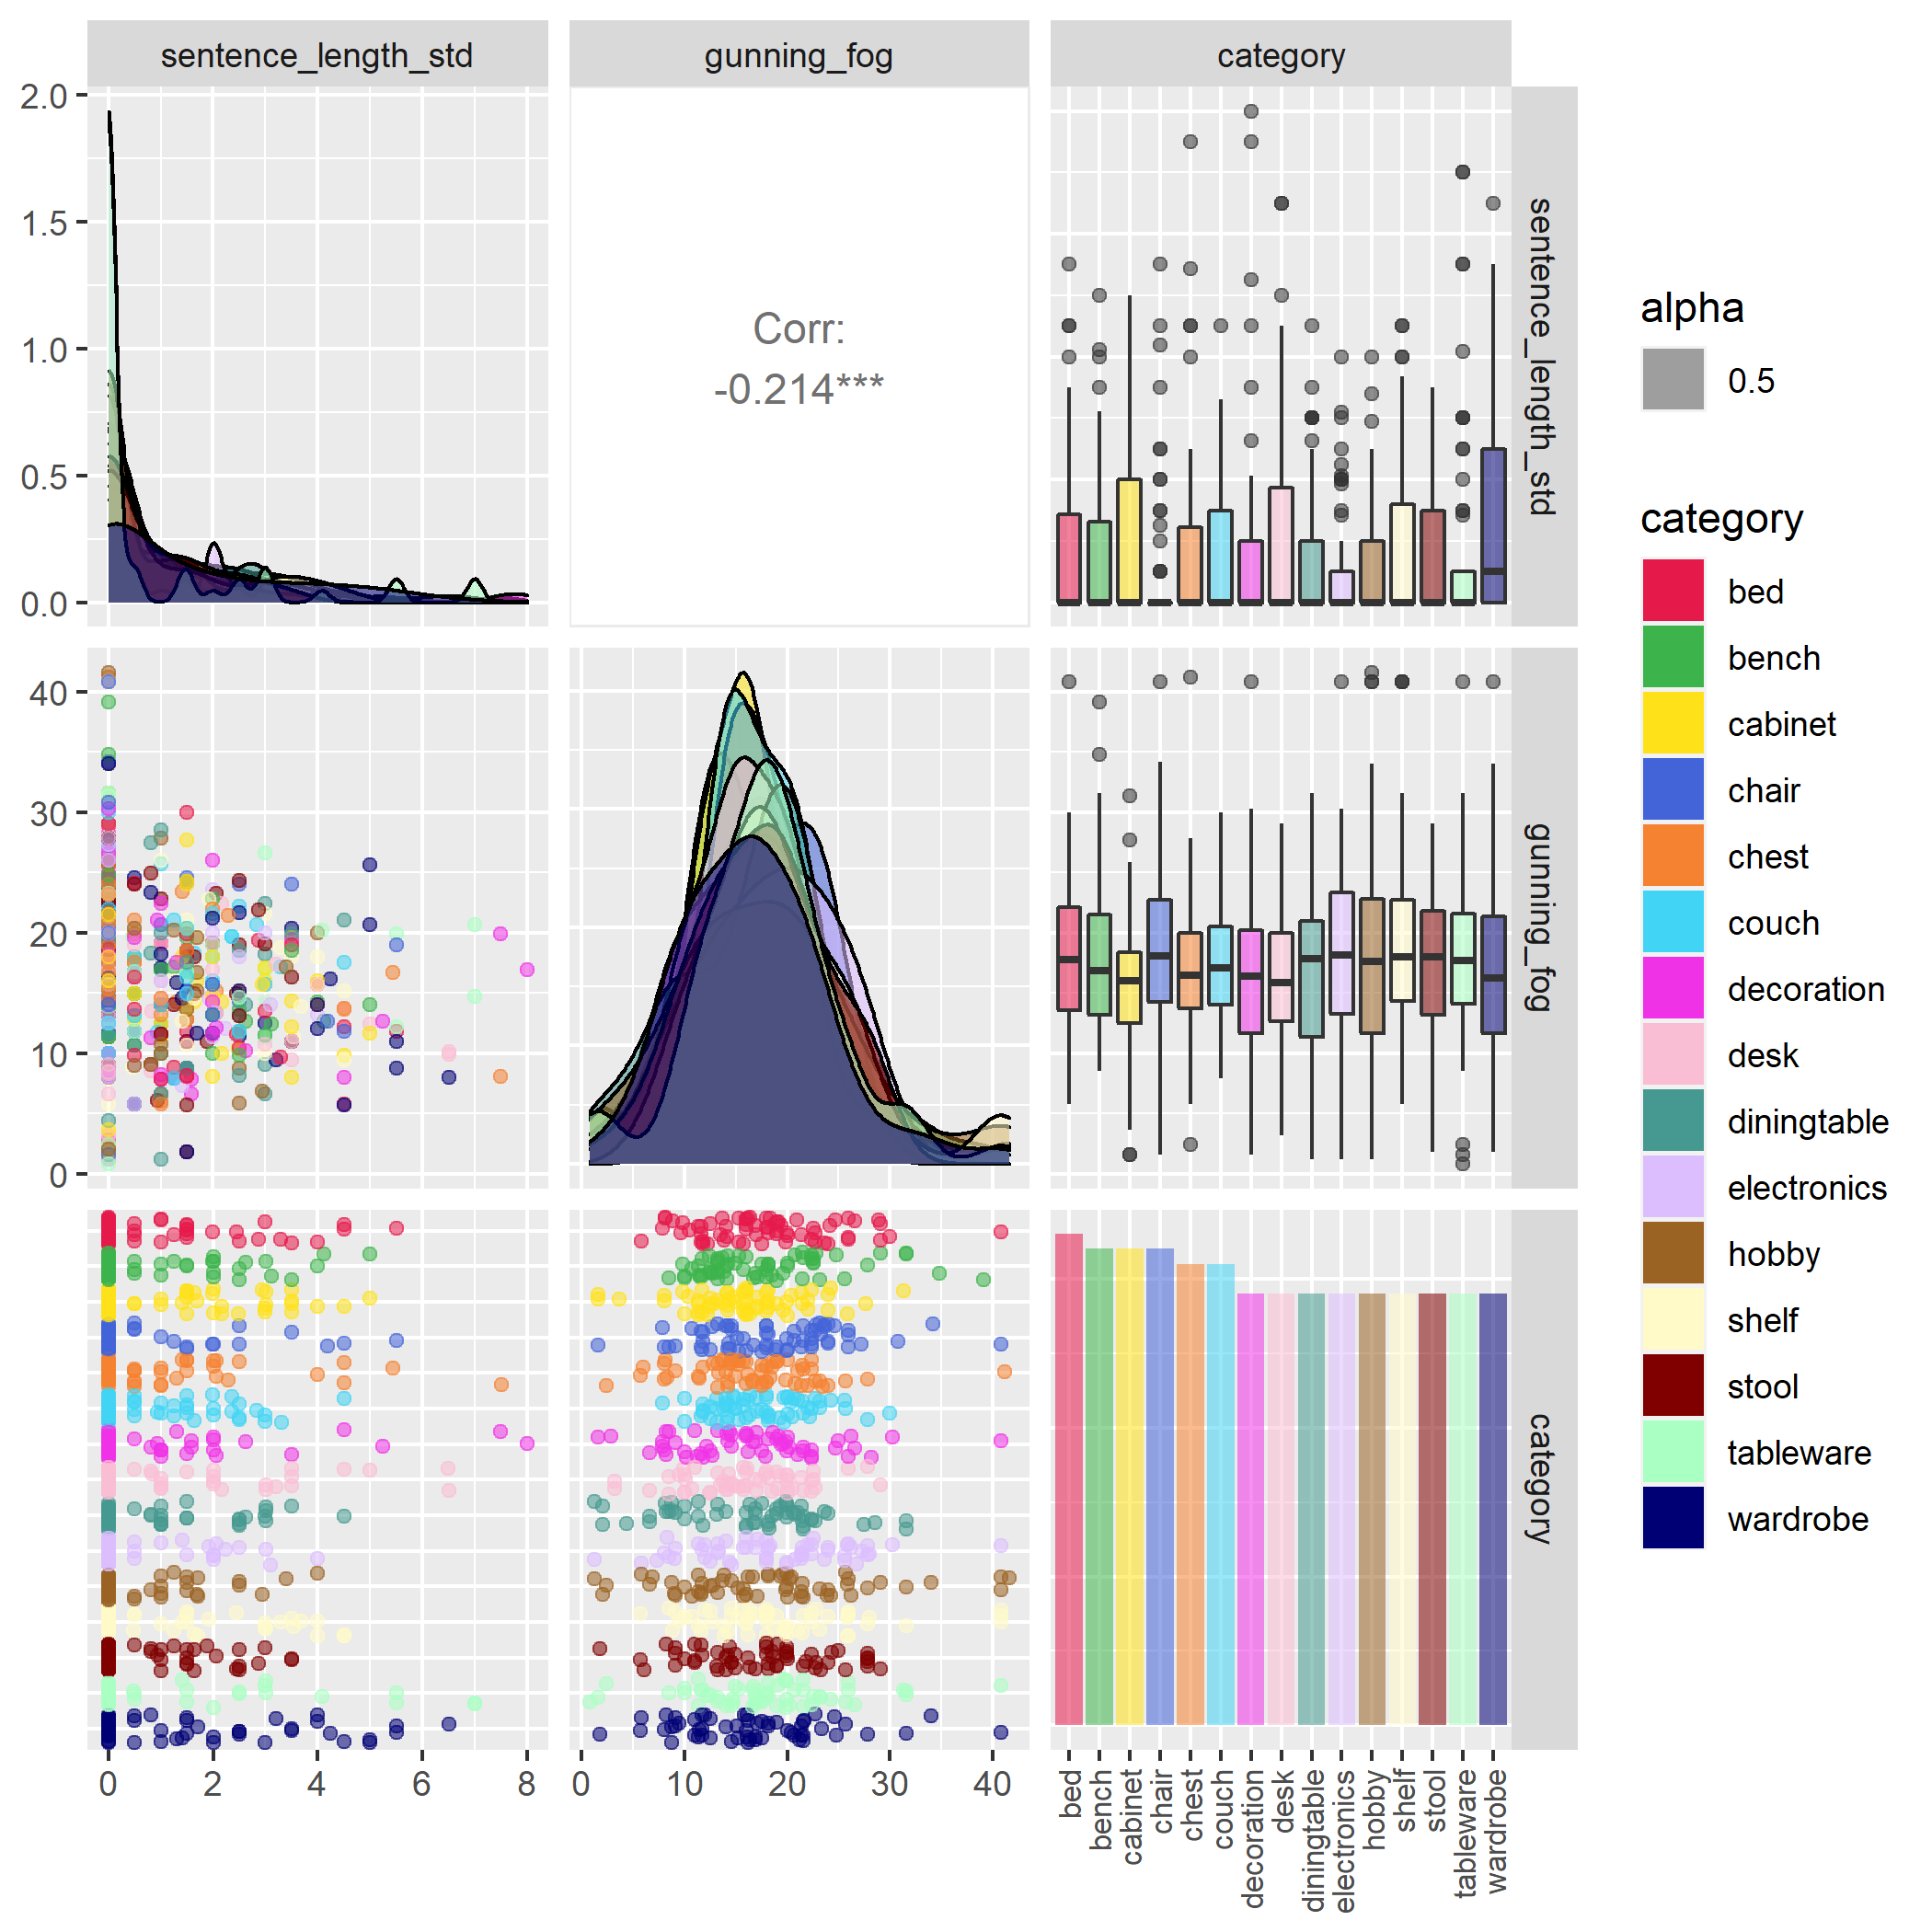 sentence_length_std
gunning_fog
category
2.0
1.5
1.0
0.5
0.0
Corr:
-0.214***
sentence_length_std
40
30
20
10
0
gunning_fog
category
0
2
4
6
8
0
10
20
30
40
bed
bench
cabinet
chair
chest
couch
decoration
desk
diningtable
electronics
hobby
shelf
stool
tableware
wardrobe
alpha
0.5
category
bed
bench
cabinet
chair
chest
couch
decoration
desk
diningtable
electronics
hobby
shelf
stool
tableware
wardrobe